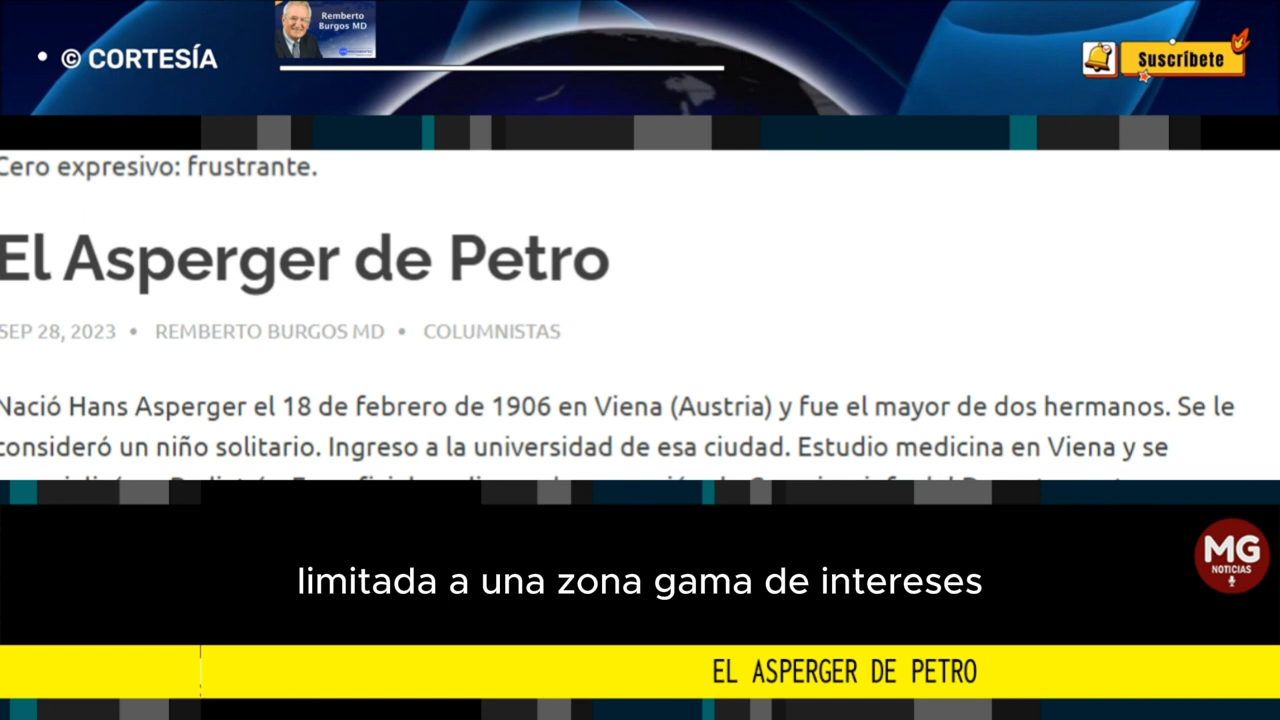 • © CORTESÍA
Remberto
Burgos MD
Suscríbete
Cero expresivo: frustrante.
El Asperger de Petro
SEP 28, 2023 • REMBERTO BURGOS MD • COLUMNISTAS
Nació Hans Asperger el 18 de febrero de 1906 en Viena (Austria) y fue el mayor de dos hermanos. Se le
consideró un niño solitario. Ingreso a la universidad de esa ciudad. Estudio medicina en Viena y se
limitada a una zona gama de intereses
MG
NOTICIAS
EL ASPERGER DE PETRO